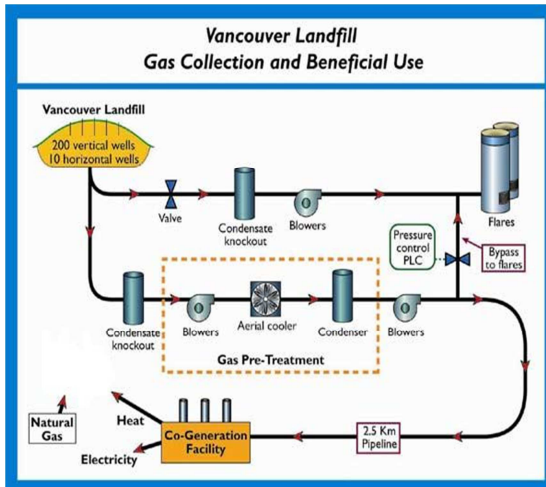 Vancouver Landfill
Gas Collection and Beneficial Use
Vancouver Landfill
200 vertical wells
10 horizontal wells
Valve
Condensate
knockout
Blowers
Flares
Pressure
control
PLC
Bypass
to flares
Condensate
knockout
Blowers
Aerial cooler
Condenser
Blowers
Gas Pre-Treatment
Natural
Gas
Heat
Electricity
Co-Generation
Facility
2.5 Km
Pipeline